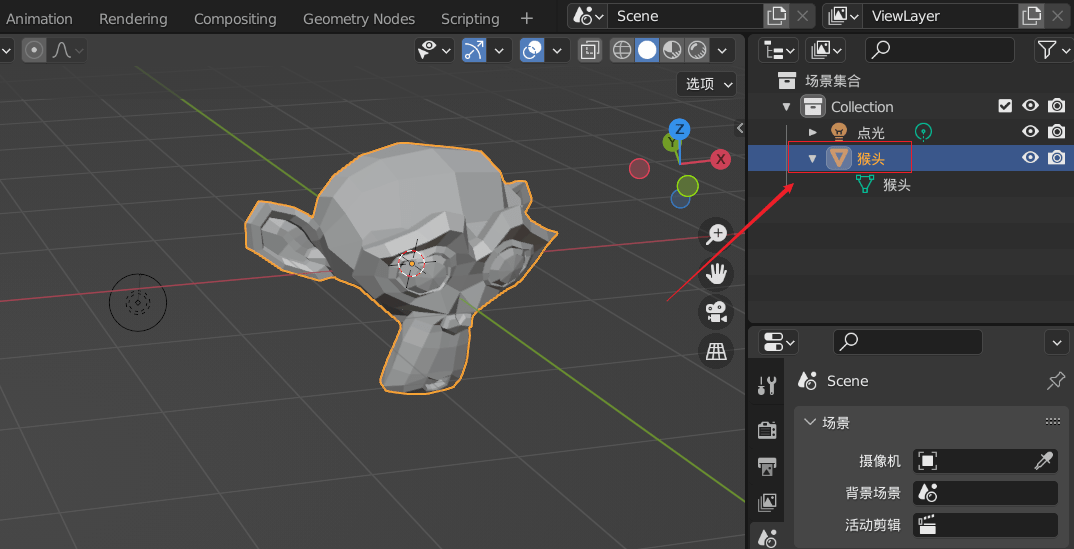 Animation Rendering Compositing Geometry Nodes Scripting + Scene ViewLayer
选项
Z
Y
X
场景集合
Collection
点光
猴头
猴头
Scene
场景
摄像机
背景场景
活动剪辑